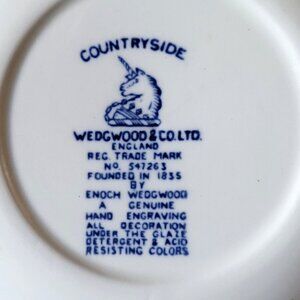 COUNTRYSIDE
WEDGWOOD & CO. LTD.
ENGLAND
REG. TRADE MARK
NO. 547263
FOUNDED IN 1835
BY
ENOCH WEDGWOOD
A GENUINE
HAND ENGRAVING
ALL DECORATION
UNDER THE GLAZE
DETERGENT & ACID
RESISTING COLORS